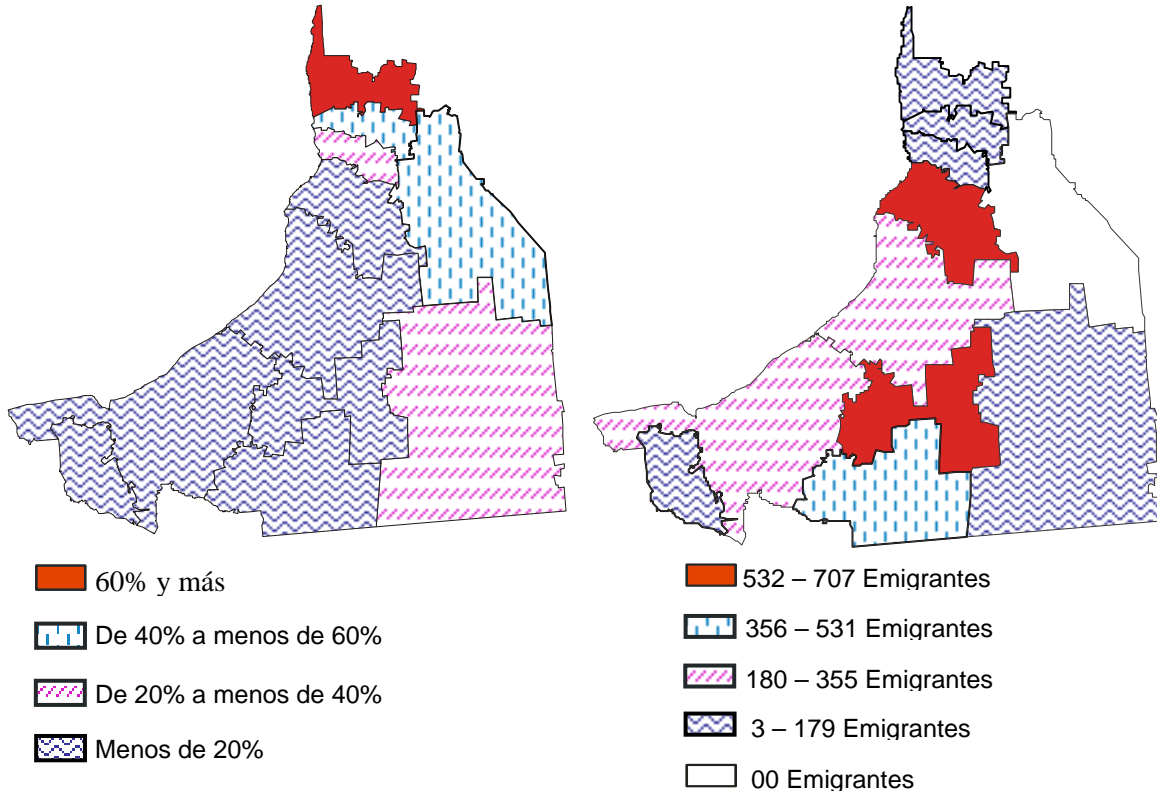 60% y más
De 40% a menos de 60%
De 20% a menos de 40%
Menos de 20%
532 – 707 Emigrantes
356 – 531 Emigrantes
180 – 355 Emigrantes
3 – 179 Emigrantes
00 Emigrantes